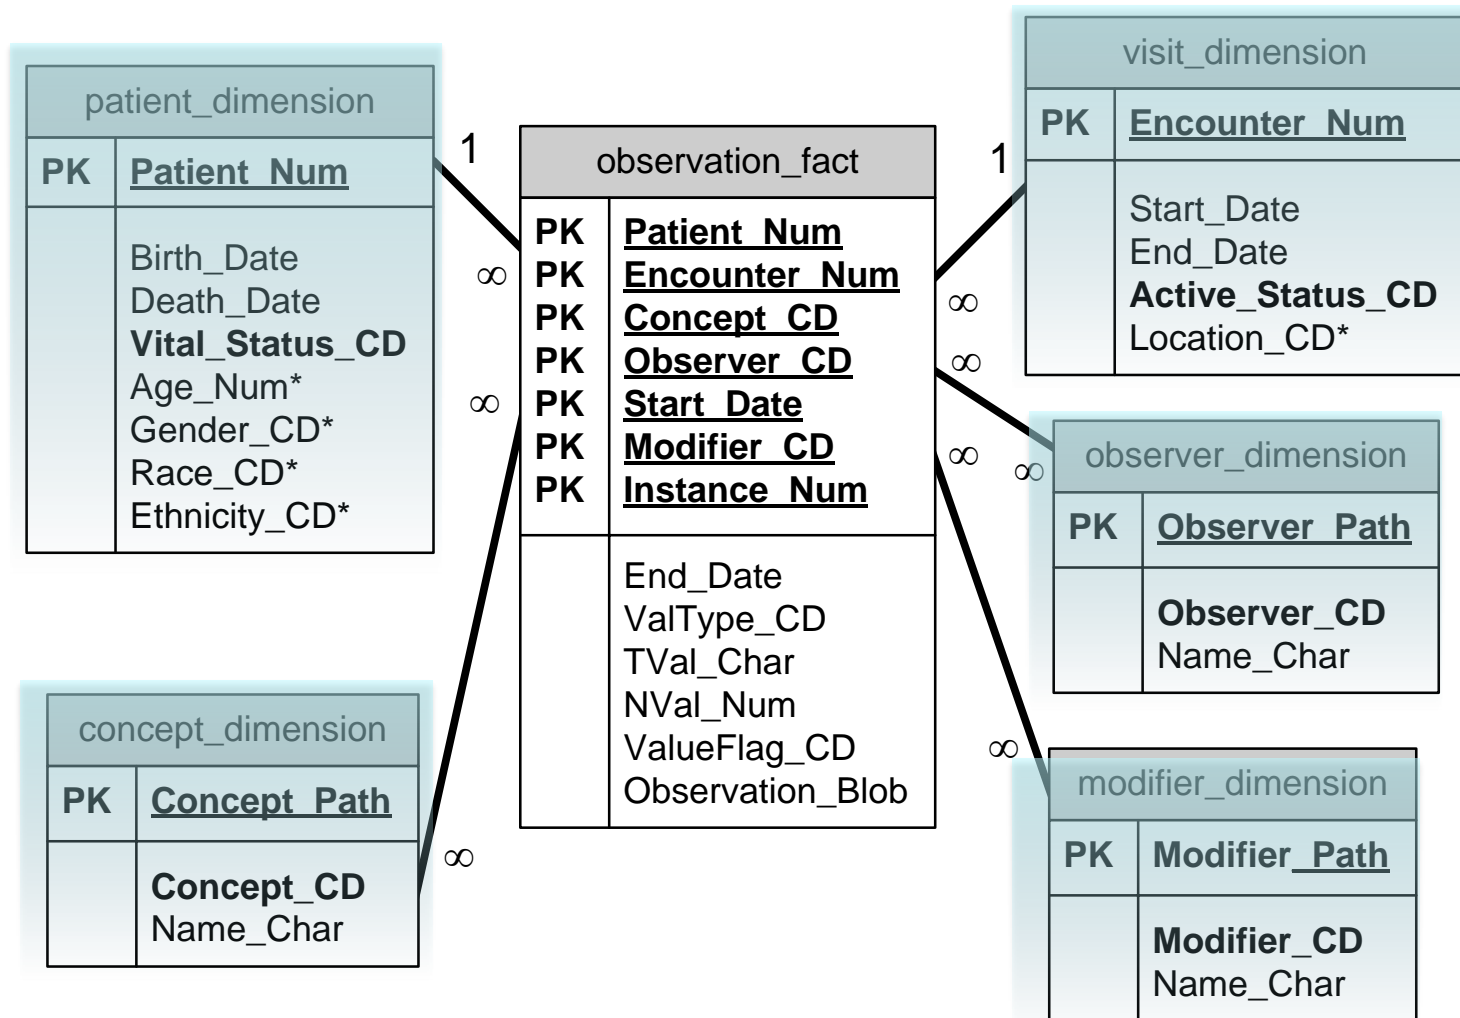 patient_dimension
PK Patient_Num
Birth_Date
Death_Date
Vital_Status_CD
Age_Num*
Gender_CD*
Race_CD*
Ethnicity_CD*
1
∞
concept_dimension
PK Concept_Path
Concept_CD
Name_Char
∞
∞
observation_fact
PK Patient_Num
PK Encounter_Num
PK Concept_CD
PK Observer_CD
PK Start_Date
PK Modifier_CD
PK Instance_Num
End_Date
ValType_CD
TVal_Char
NVal_Num
ValueFlag_CD
Observation_Blob
1
∞
visit_dimension
PK Encounter_Num
Start_Date
End_Date
Active_Status_CD
Location_CD*
∞
∞
observer_dimension
PK Observer_Path
Observer_CD
Name_Char
∞
∞
modifier_dimension
PK Modifier_Path
Modifier_CD
Name_Char